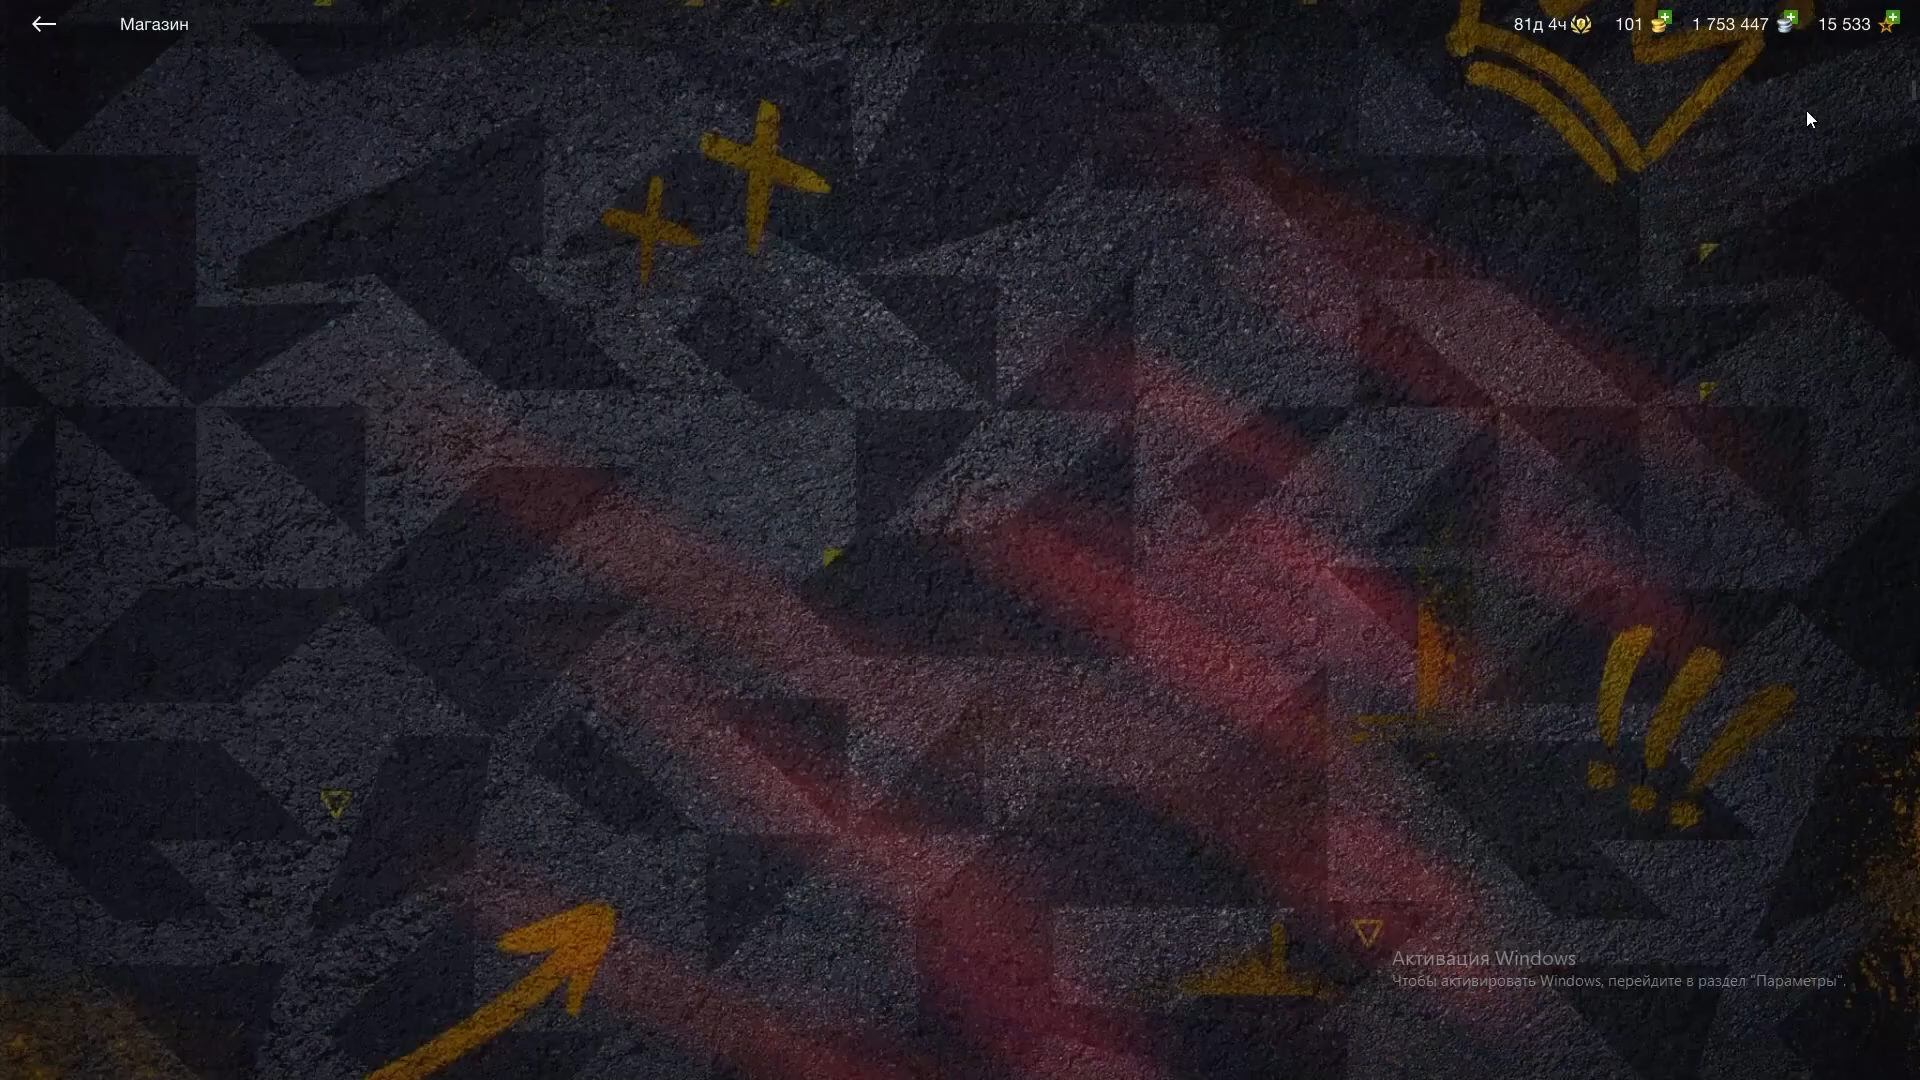 Магазин
81д 4ч
101
1 753 447
15 533
Активация Windows
Чтобы активировать Windows, перейдите в раздел "Параметры".